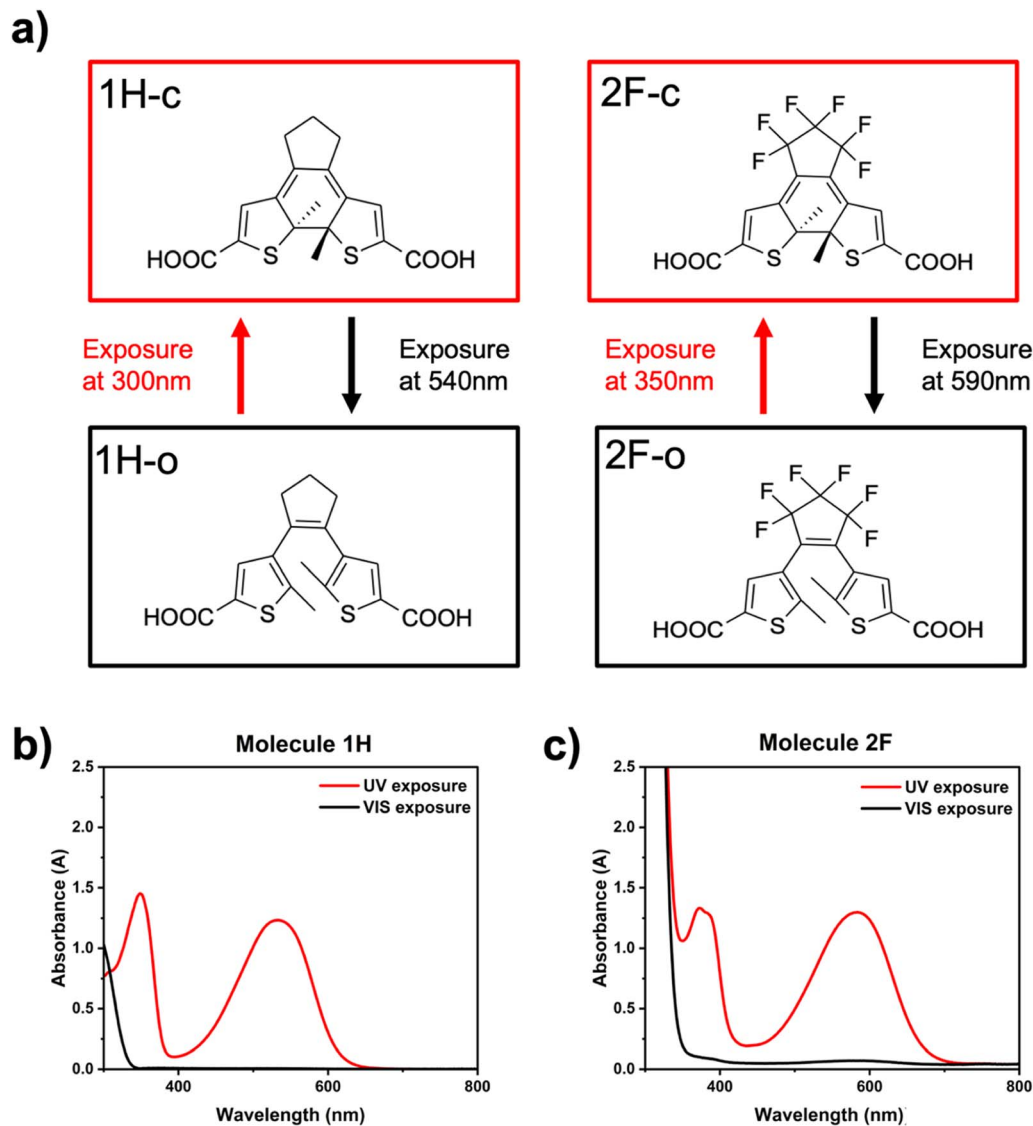 a)
1H-c
HOOC
S
S
COOH
2F-c
F F
F F
F F
HOOC
S
S
COOH
Exposure
at 300nm
Exposure
at 540nm
Exposure
at 350nm
Exposure
at 590nm
1H-o
HOOC
S
S
COOH
2F-o
F F
F F
F F
HOOC
S
S
COOH
b)
Molecule 1H
UV exposure
VIS exposure
2.5
2.0
1.5
1.0
0.5
0.0
Absorbance (A)
400 600 800
Wavelength (nm)
c)
Molecule 2F
UV exposure
VIS exposure
2.5
2.0
1.5
1.0
0.5
0.0
Absorbance (A)
400 600 800
Wavelength (nm)